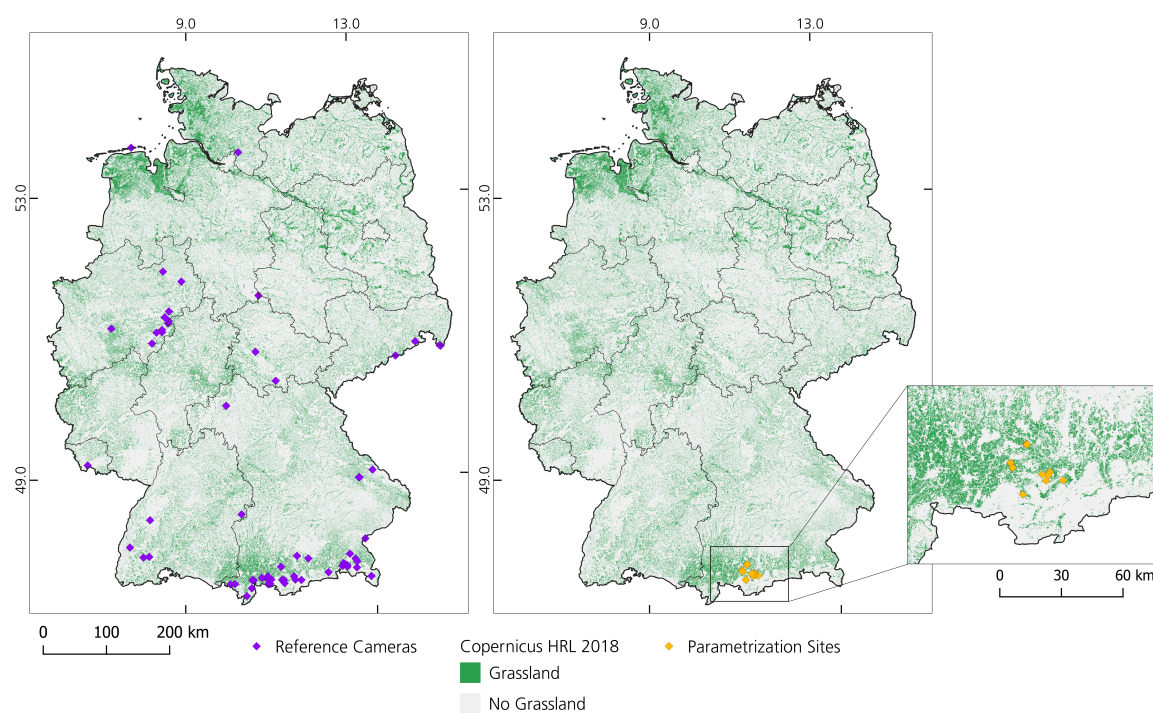 9.0 13.0 9.0 13.0
53.0 53.0
49.0 49.0
0 30 60 km
0 100 200 km
Reference Cameras
Copernicus HRL 2018
Grassland
No Grassland
Parametrization Sites